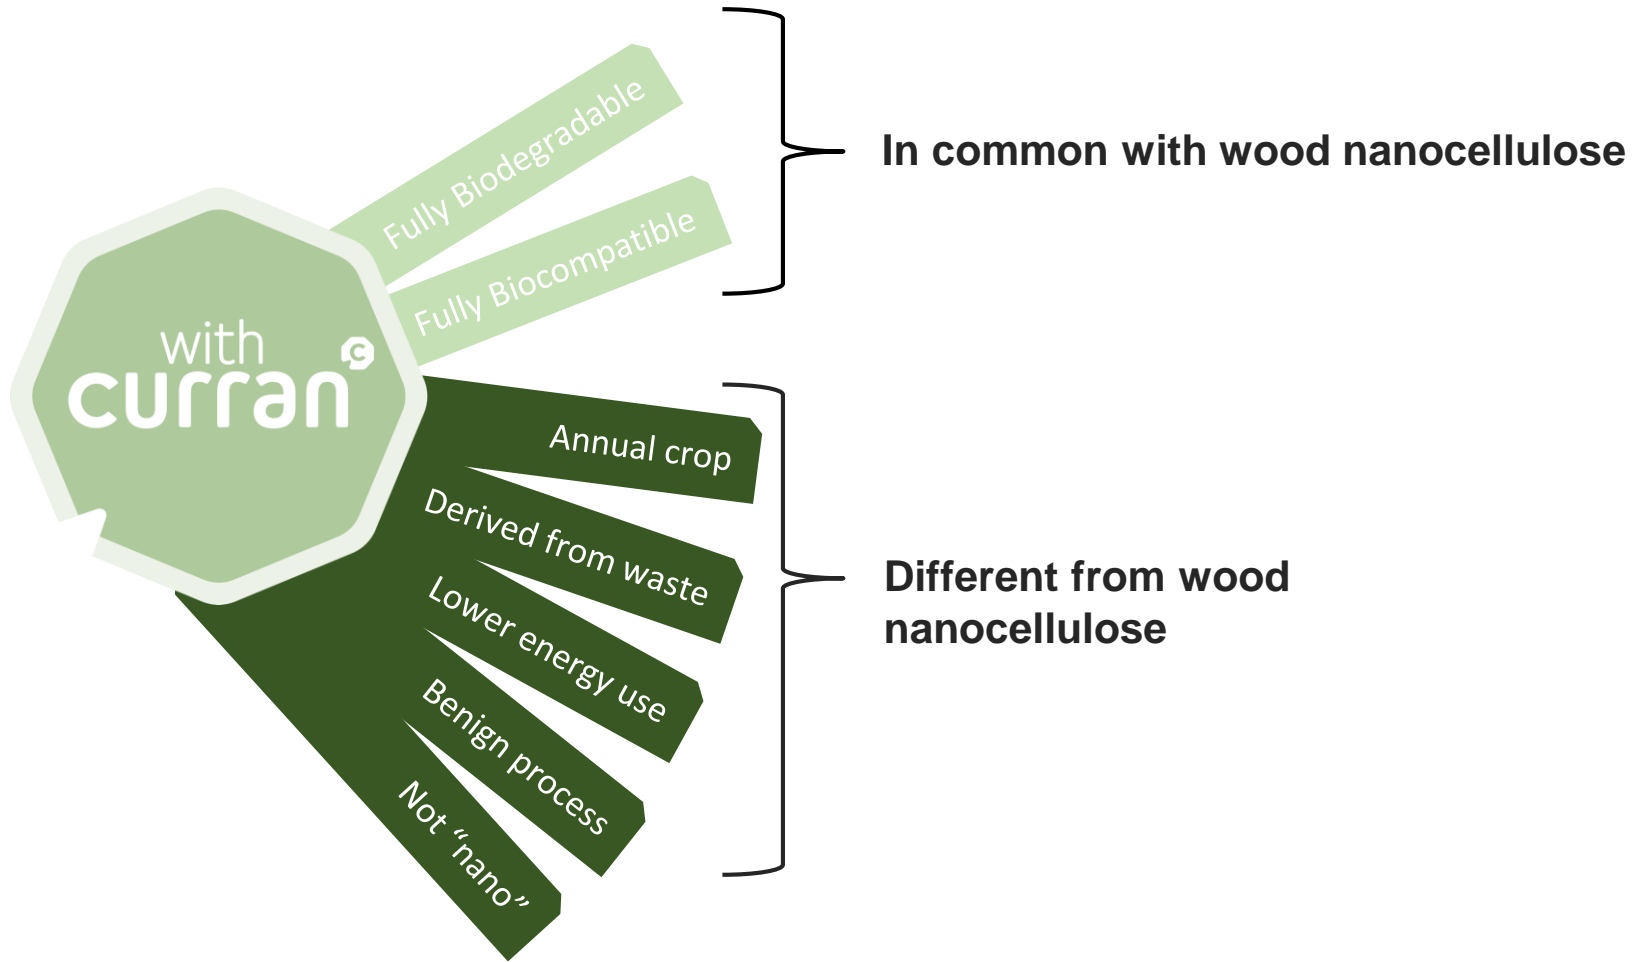 Fully Biodegradable
Fully Biocompatible
In common with wood nanocellulose
with
curran
C
Annual crop
Derived from waste
Lower energy use
Benign process
Not “nano”
Different from wood
nanocellulose